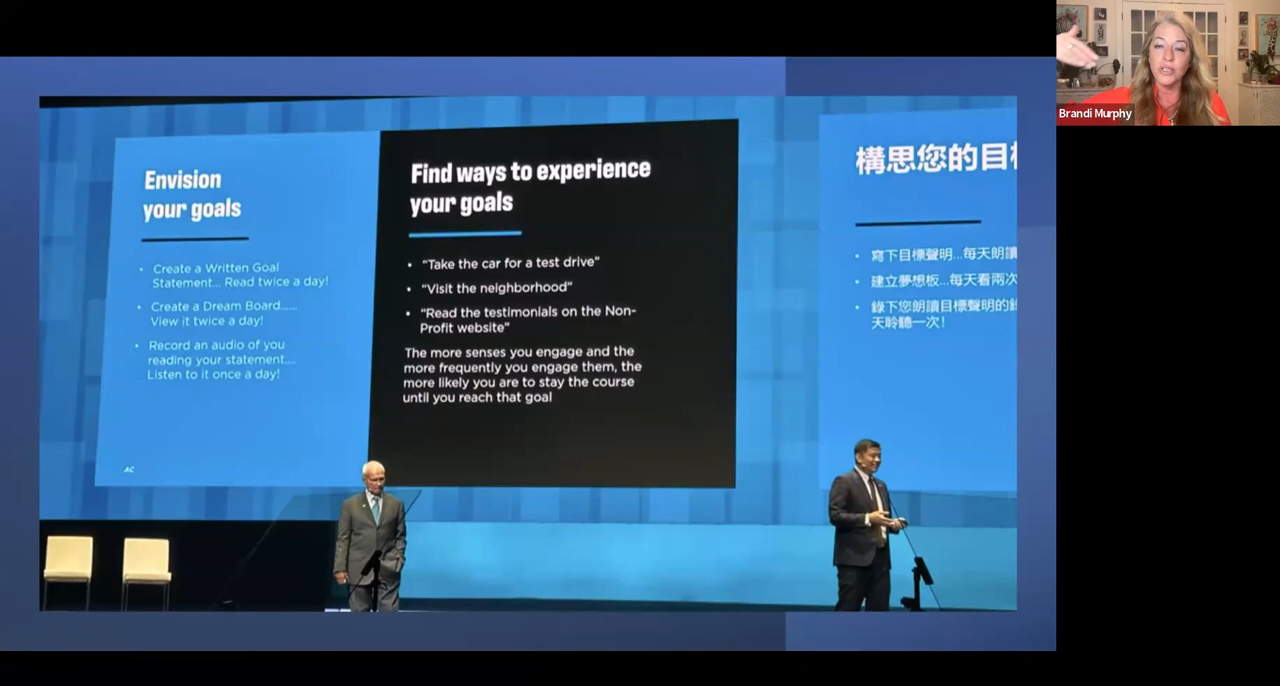 Envision
your goals
• Create a Written Goal
Statement... Read twice a day!
• Create a Dream Board......
View it twice a day!
• Record an audio of you
reading your statement....
Listen to it once a day!
AC
Find ways to experience
your goals
• “Take the car for a test drive”
• “Visit the neighborhood”
• “Read the testimonials on the Non-
Profit website”
The more senses you engage and the
more frequently you engage them, the
more likely you are to stay the course
until you reach that goal
構思您的目
• 寫下目標聲明...每天朗讀
• 建立夢想板...每天看兩次
• 錄下您朗讀目標聲明的
天聆聽一次!
Brandi Murphy